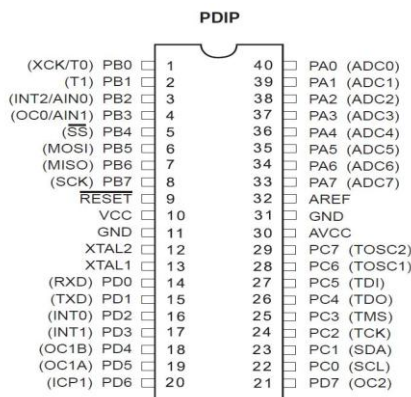 PDIP
(XCK/T0) PB0 1 40 PA0 (ADC0)
(T1) PB1 2 39 PA1 (ADC1)
(INT2/AIN0) PB2 3 38 PA2 (ADC2)
(OC0/AIN1) PB3 4 37 PA3 (ADC3)
(SS) PB4 5 36 PA4 (ADC4)
(MOSI) PB5 6 35 PA5 (ADC5)
(MISO) PB6 7 34 PA6 (ADC6)
(SCK) PB7 8 33 PA7 (ADC7)
RESET 9 32 AREF
VCC 10 31 GND
GND 11 30 AVCC
XTAL2 12 29 PC7 (TOSC2)
XTAL1 13 28 PC6 (TOSC1)
(RXD) PD0 14 27 PC5 (TDI)
(TXD) PD1 15 26 PC4 (TDO)
(INT0) PD2 16 25 PC3 (TMS)
(INT1) PD3 17 24 PC2 (TCK)
(OC1B) PD4 18 23 PC1 (SDA)
(OC1A) PD5 19 22 PC0 (SCL)
(ICP1) PD6 20 21 PD7 (OC2)